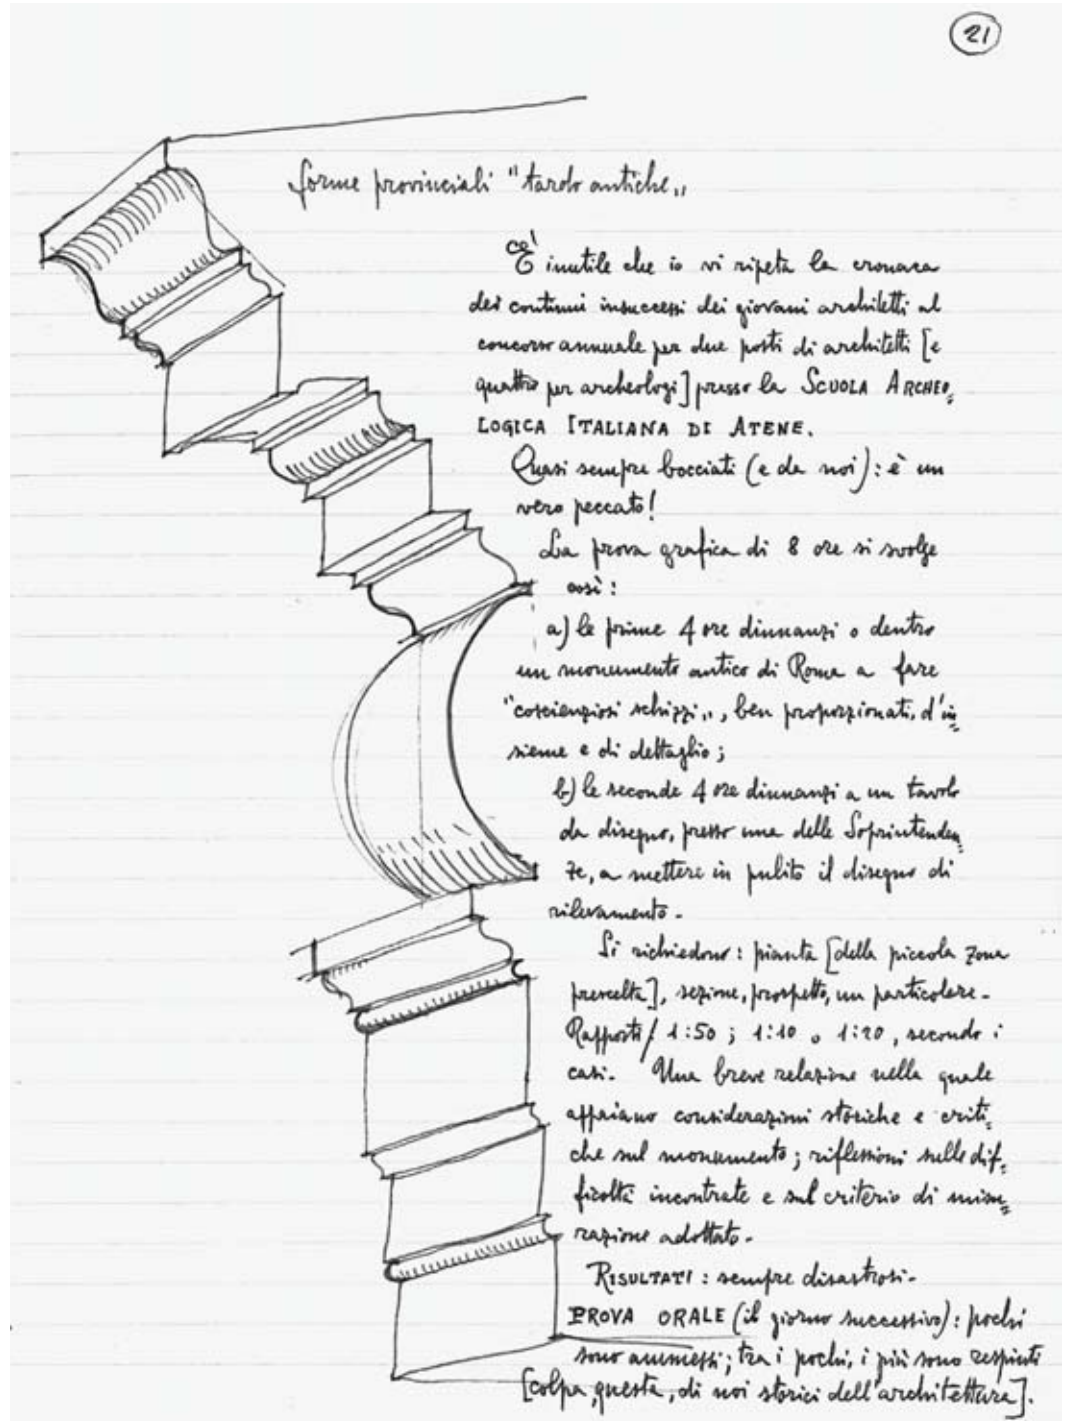 21
forme provinciali "tardo antiche„
E' inutile che io vi ripeta la cronaca
dei continui insuccessi dei giovani architetti al
concorso annuale per due posti di architetti [e
quattro per archeologi] presso la SCUOLA ARCHEO=
LOGICA ITALIANA DI ATENE.
Quasi sempre bocciati (e da noi): è un
vero peccato!
La prova grafica di 8 ore si svolge
così:
a) le prime 4 ore dinnanzi o dentro
un monumento antico di Roma a fare
"coscienziosi schizzi„, ben proporzionati, d'in=
sieme e di dettaglio;
b) le seconde 4 ore dinnanzi a un tavolo
da disegno, presso una delle Soprintenden=
ze, a mettere in pulito il disegno di
rilevamento.
Si richiedono: pianta [della piccola zona
prescelta], sezione, prospetto, un particolare.
Rapporti / 1:50; 1:10 o 1:20, secondo i
casi. Una breve relazione nella quale
appaiano considerazioni storiche e criti=
che sul monumento; riflessioni sulle dif=
ficoltà incontrate e sul criterio di misu=
razione adottato.
RISULTATI: sempre disastrosi.
PROVA ORALE (il giorno successivo): pochi
sono ammessi; tra i pochi, i più sono respinti
[colpa, questa, di noi storici dell'architettura].